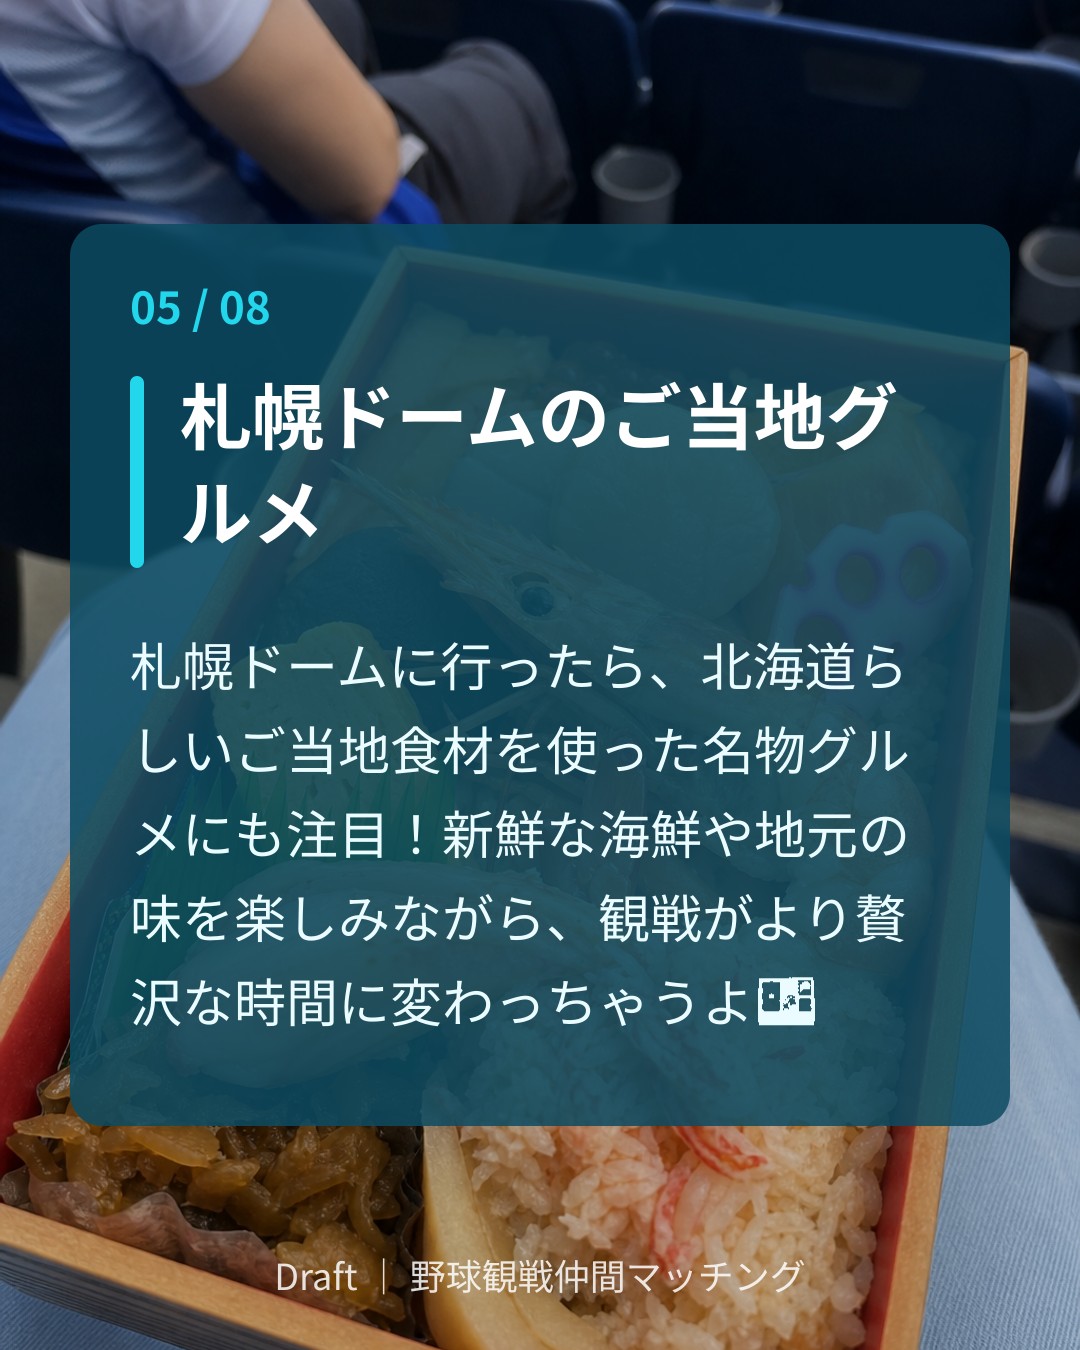 05 / 08
札幌ドームのご当地グ
ルメ
札幌ドームに行ったら、北海道ら
しいご当地食材を使った名物グル
メにも注目！新鮮な海鮮や地元の
味を楽しみながら、観戦がより贅
沢な時間に変わっちゃうよ🍱
Draft ｜ 野球観戦仲間マッチング